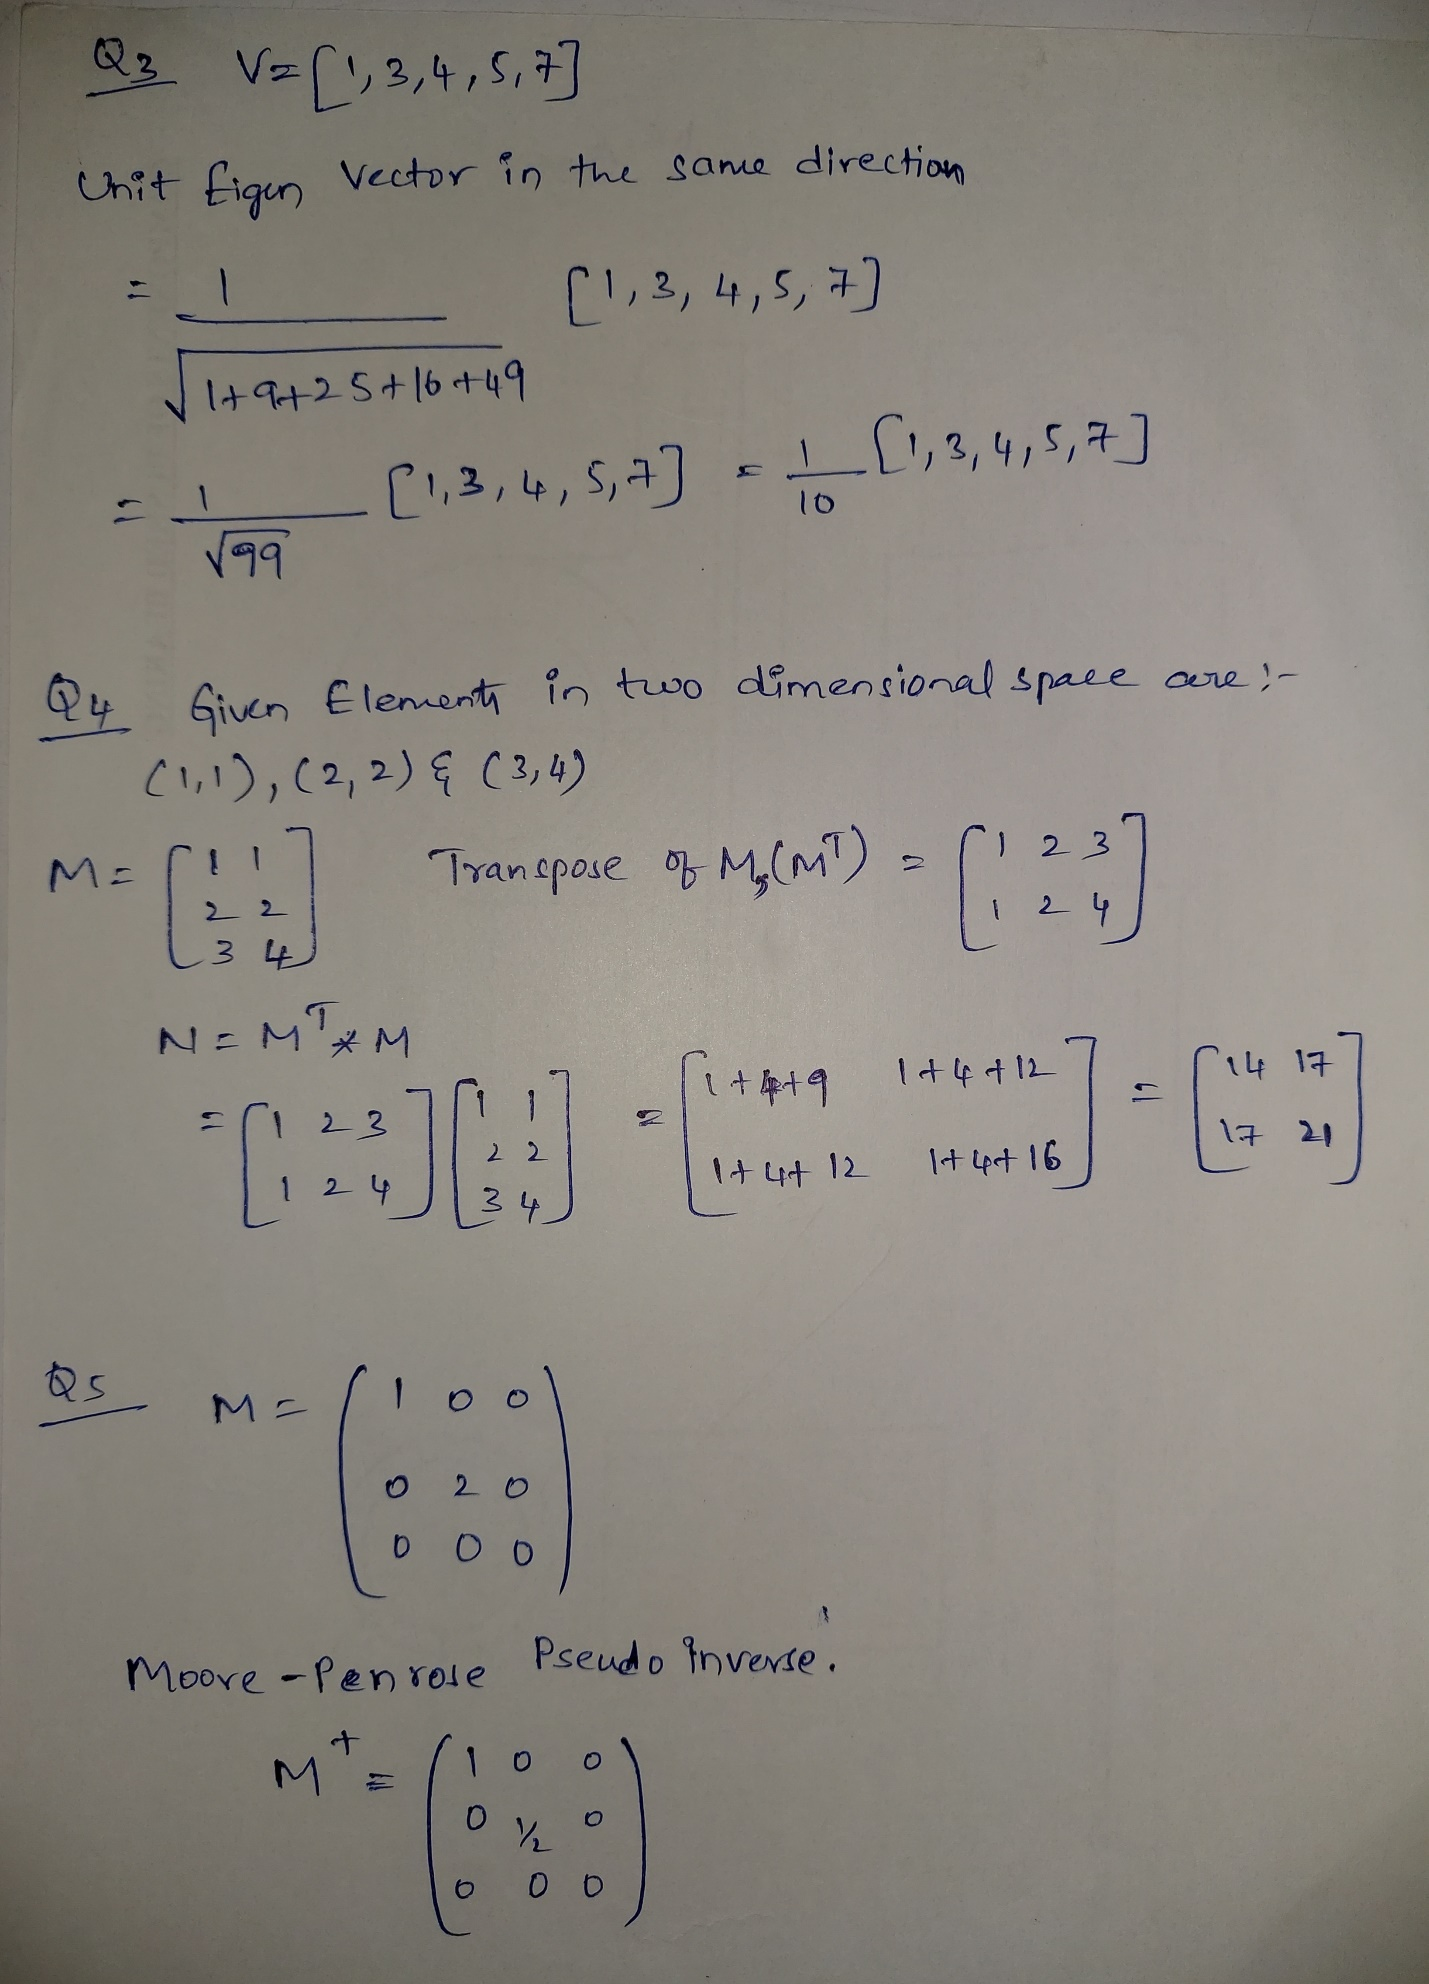 Q3 V=[1,3,4,5,7]
Unit Eigen Vector in the same direction
= 1/√1+9+25+16+49 [1,3,4,5,7]
= 1/√99 [1,3,4,5,7] = 1/10 [1,3,4,5,7]
Q4 Given Elements in two dimensional space are:-
(1,1),(2,2) & (3,4)
M= [1 1
2 2
3 4] Transpose of M,(M^T) = [1 2 3
1 2 4]
N = M^T * M
= [1 2 3
1 2 4] [1 1
2 2
3 4] = [1+4+9 1+4+12
1+4+12 1+4+16] = [14 17
17 21]
Q5 M = (1 0 0
0 2 0
0 0 0)
Moore-Penrose Pseudo inverse.
M^+ = (1 0 0
0 1/2 0
0 0 0)